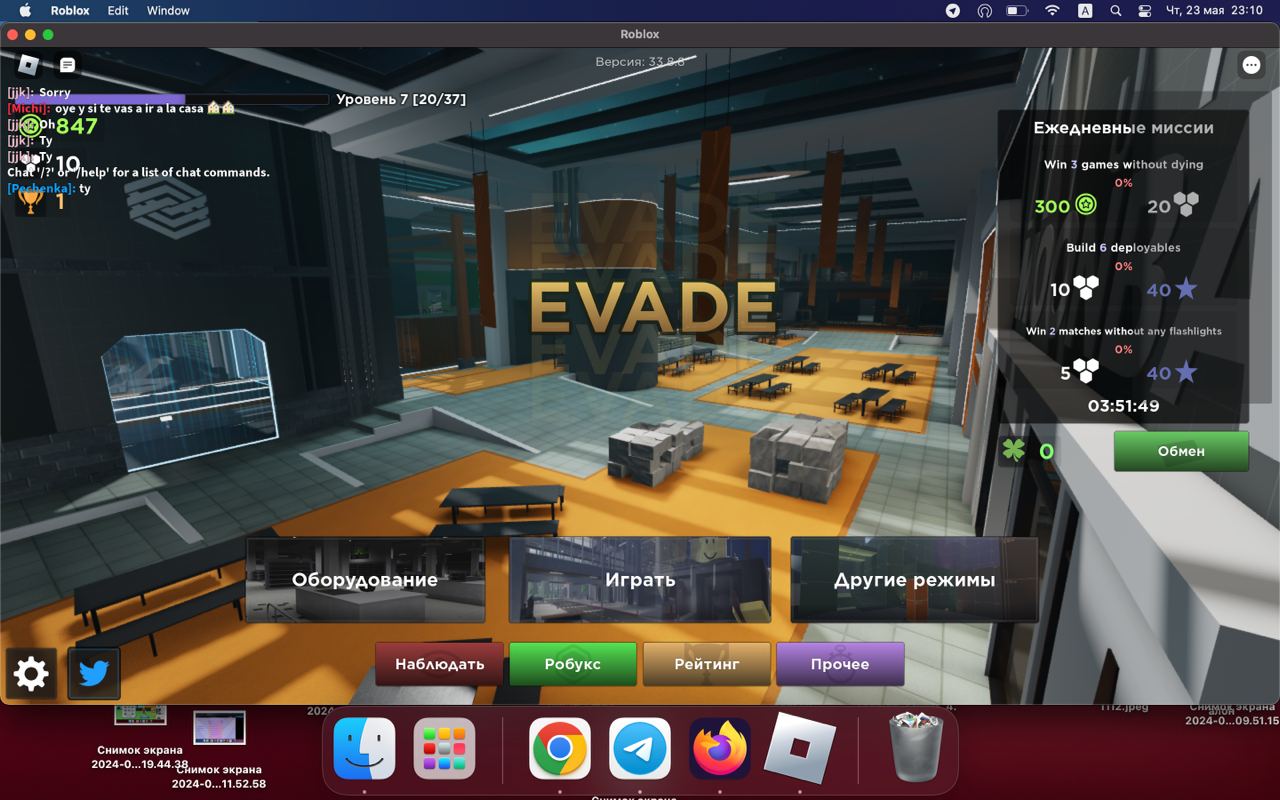 Roblox Edit Window
A
Чт, 23 мая 23:10
Roblox
Версия: 33.8.8
[jjk]: Sorry
Уровень 7 [20/37]
[Michi]: oye y si te vas a ir a la casa
[jjk]: Oh
847
[jjk]: Ty
[jjk]: Ty
10
Chat '/?' or '/help' for a list of chat commands.
[Pechenka]: ty
1
Ежедневные миссии
Win 3 games without dying
0%
300 20
Build 6 deployables
0%
10 40
Win 2 matches without any flashlights
0%
5 40
03:51:49
0
Обмен
EVADE
EVADE
EVADE
EVADE
Оборудование
Играть
Другие режимы
Наблюдать
Робукс
Рейтинг
Прочее
Снимок экрана
2024-0...19.44.38
Снимок экрана
2024-0...11.52.58
1112.jpeg
Снимок экрана
2024-0...09.51.15
Снимок экрана